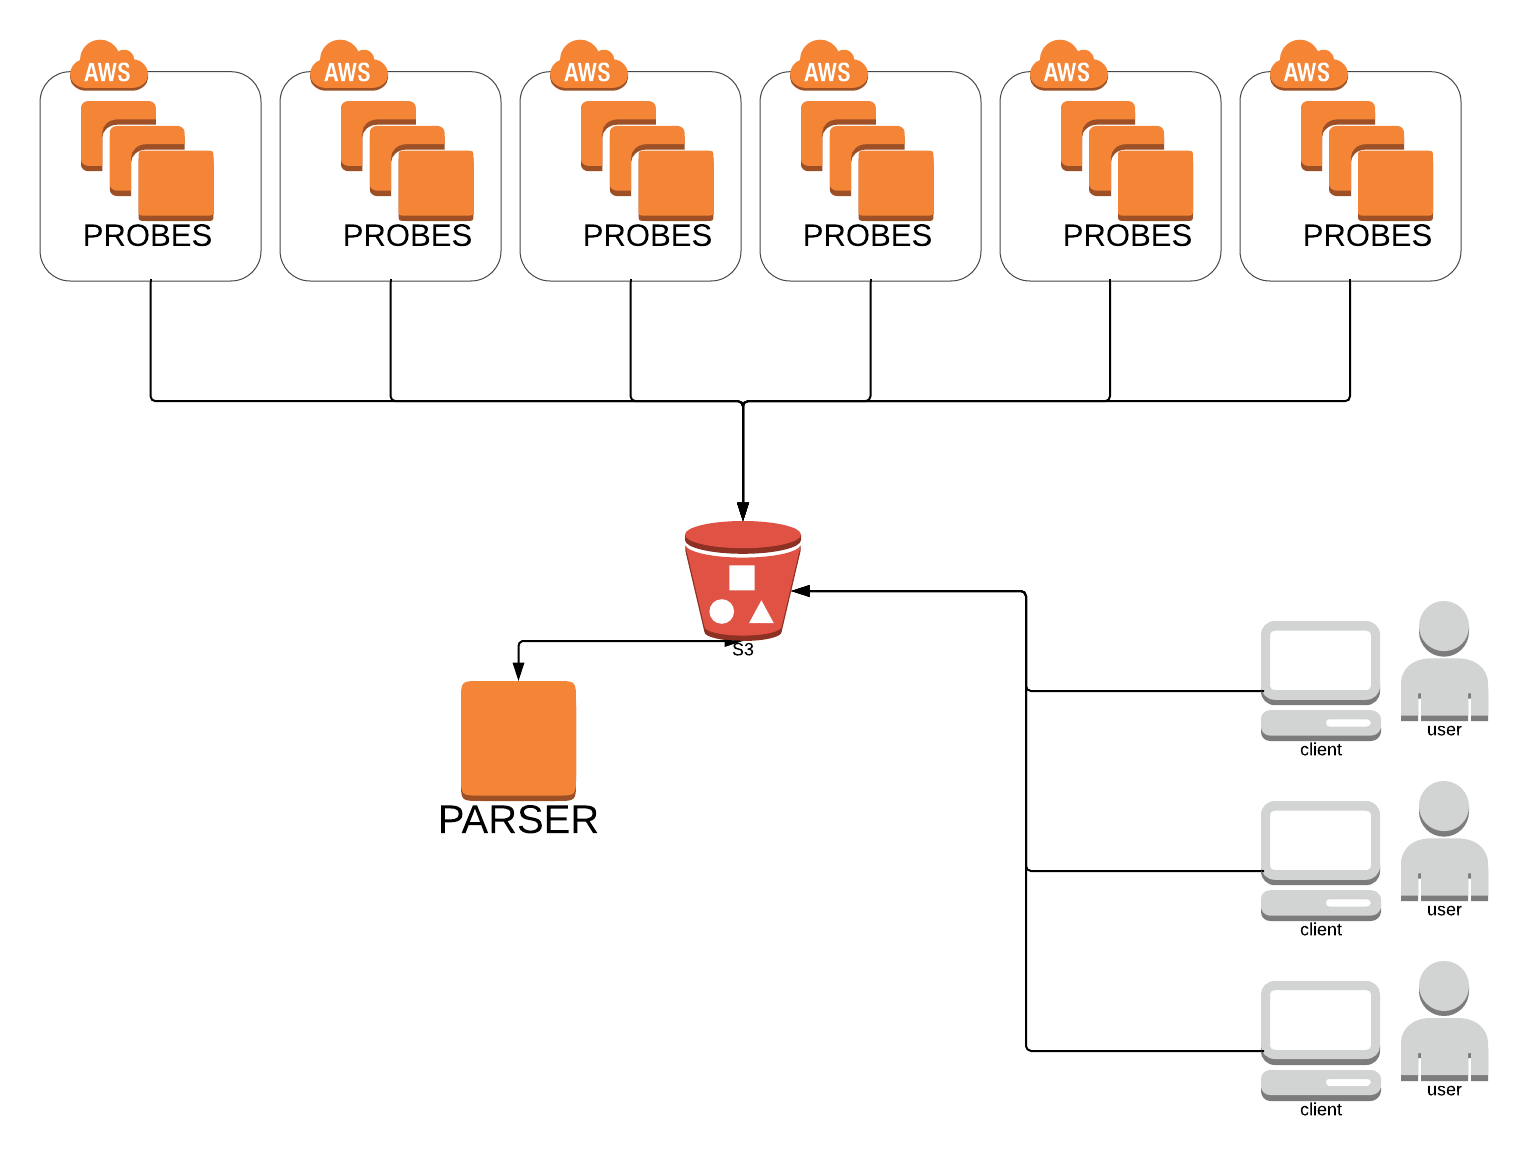 AWS
AWS
AWS
AWS
AWS
AWS
PROBES
PROBES
PROBES
PROBES
PROBES
PROBES
S3
PARSER
user
client
user
client
user
client